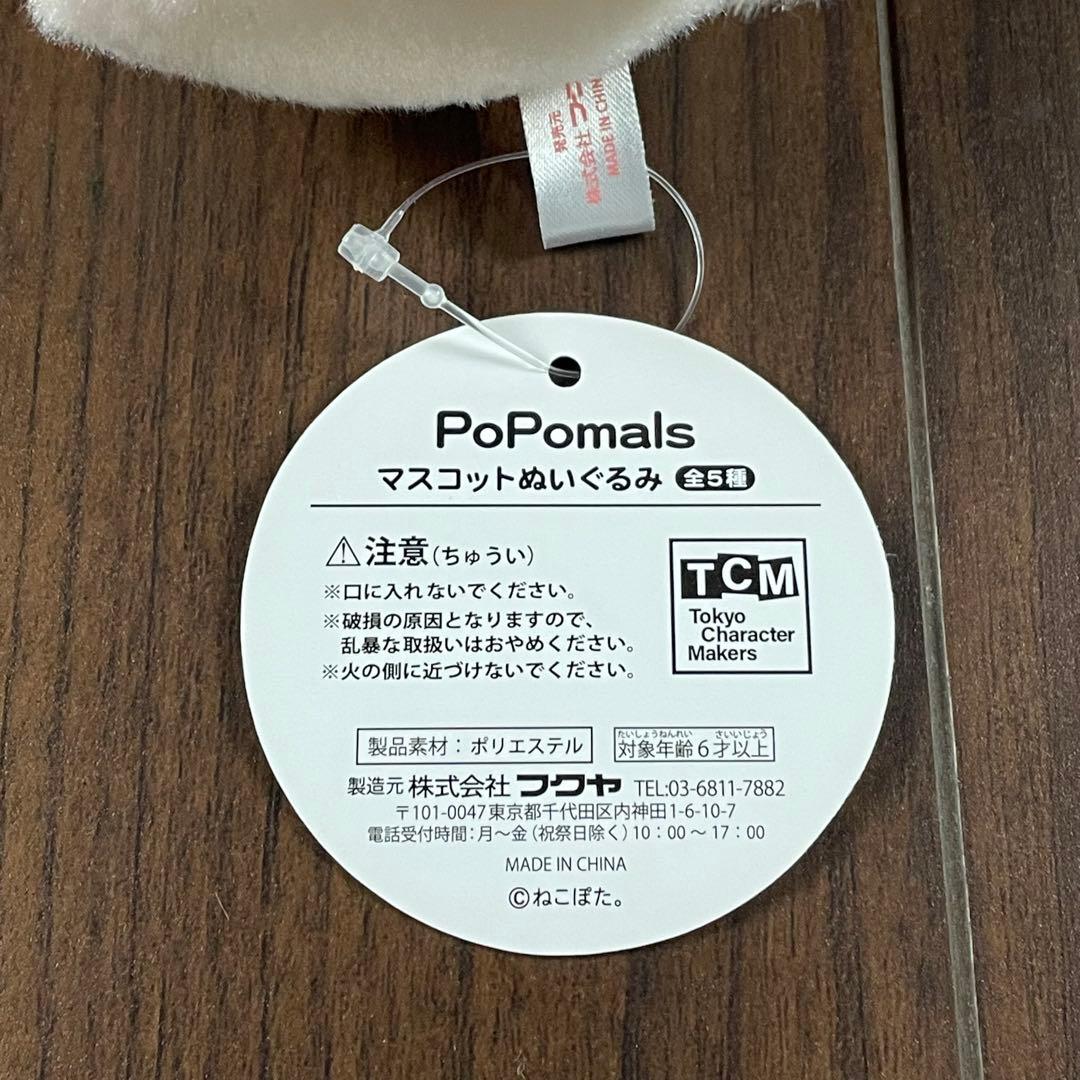 発売元
株式会社 フク
MADE IN CHIN
PoPomals
マスコットぬいぐるみ 全5種
⚠注意(ちゅうい)
※口に入れないでください。
※破損の原因となりますので、
乱暴な取扱いはおやめください。
※火の側に近づけないでください。
TCM
Tokyo
Character
Makers
製品素材：ポリエステル
たいしょうねんれい さいいじょう
対象年齢6才以上
製造元 株式会社 フクヤ TEL:03-6811-7882
〒101-0047 東京都千代田区内神田1-6-10-7
電話受付時間：月～金（祝祭日除く）10：00～17：00
MADE IN CHINA
©ねこぽた。